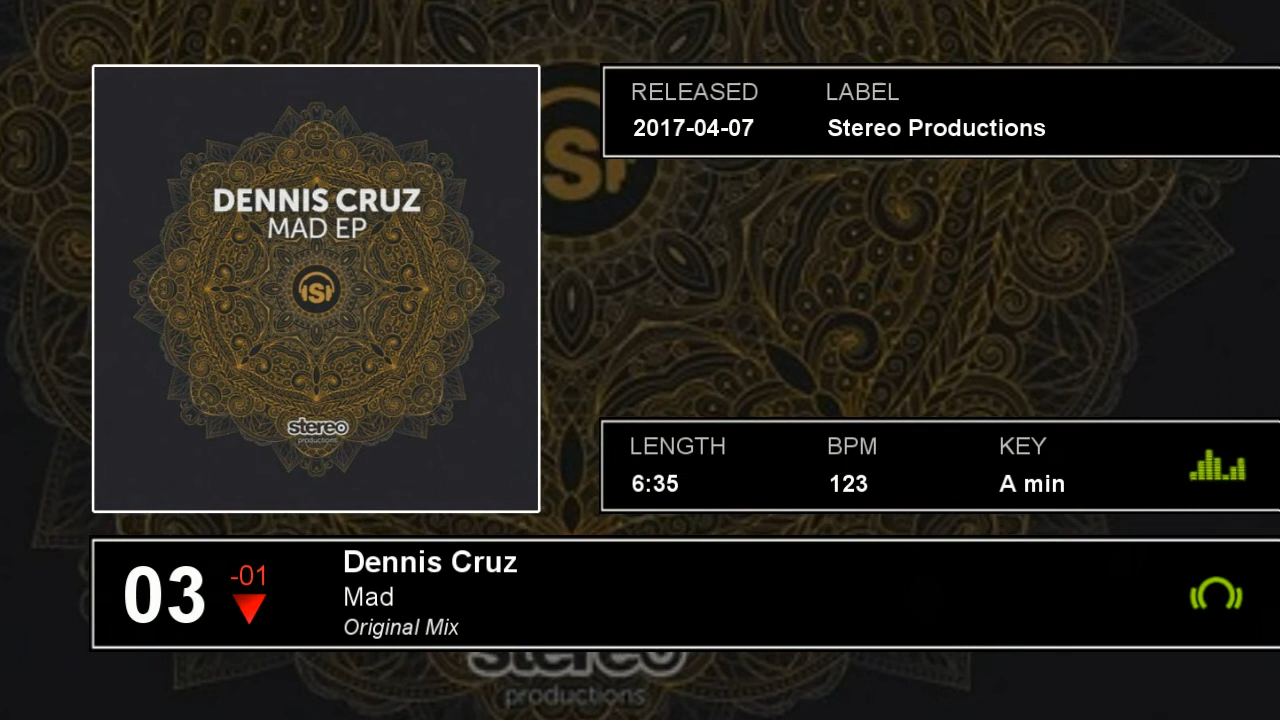 DENNIS CRUZ
MAD EP
S
stereo
productions
RELEASED LABEL
2017-04-07 Stereo Productions
S
LENGTH BPM KEY
6:35 123 A min
03 -01
Dennis Cruz
Mad
Original Mix
stereo
productions